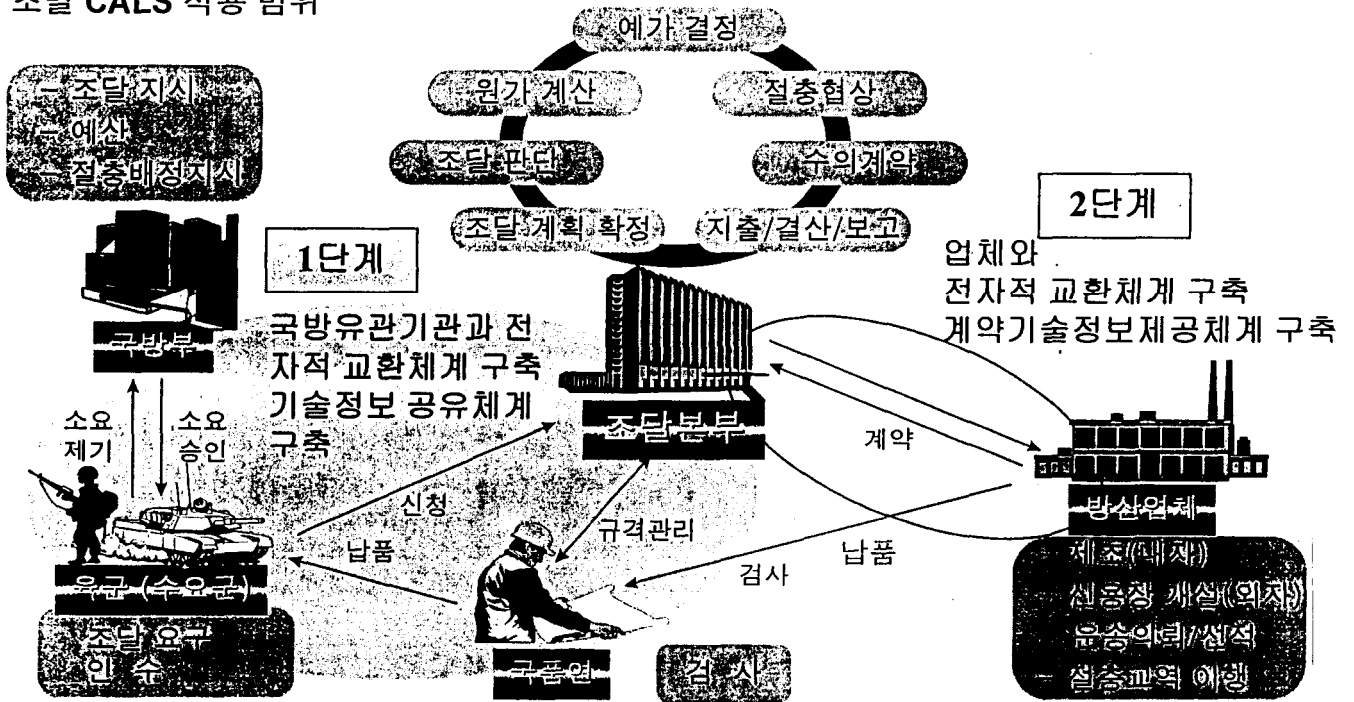 조달 CALS 적용 범위
예가 결정
원가 계산
절충협상
조달 판단
수의계약
조달 계획 확정
지출/결산/보고
- 조달 지시
- 예산
- 절충배정지시
국방부
1단계
국방유관기관과 전
자적 교환체계 구축
기술정보 공유체계
구축
2단계
업체와
전자적 교환체계 구축
계약기술정보제공체계 구축
조달본부
소요
제기
소요
승인
신청
납품
규격관리
계약
검사
납품
육군 (수요군)
조달 요구
인 수
국품연
검 사
방산업체
- 제조(내자)
- 신용장 개설(외자)
- 운송의뢰/선적
- 절충교역 이행